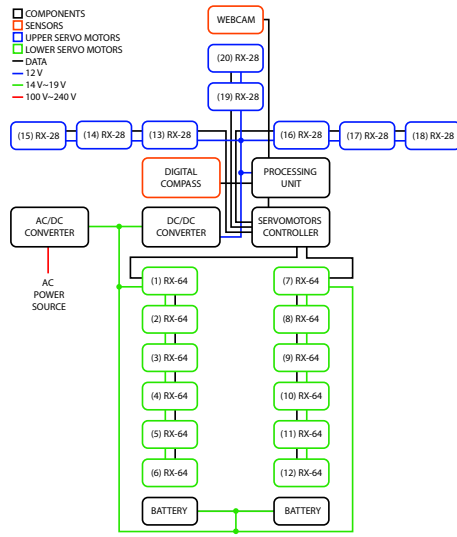 COMPONENTS
SENSORS
UPPER SERVO MOTORS
LOWER SERVO MOTORS
DATA
12 V
14 V~19 V
100 V~240 V
WEBCAM
(20) RX-28
(19) RX-28
(15) RX-28
(14) RX-28
(13) RX-28
(16) RX-28
(17) RX-28
(18) RX-28
DIGITAL
COMPASS
PROCESSING
UNIT
AC/DC
CONVERTER
DC/DC
CONVERTER
SERVOMOTORS
CONTROLLER
AC
POWER
SOURCE
(1) RX-64
(7) RX-64
(2) RX-64
(8) RX-64
(3) RX-64
(9) RX-64
(4) RX-64
(10) RX-64
(5) RX-64
(11) RX-64
(6) RX-64
(12) RX-64
BATTERY
BATTERY